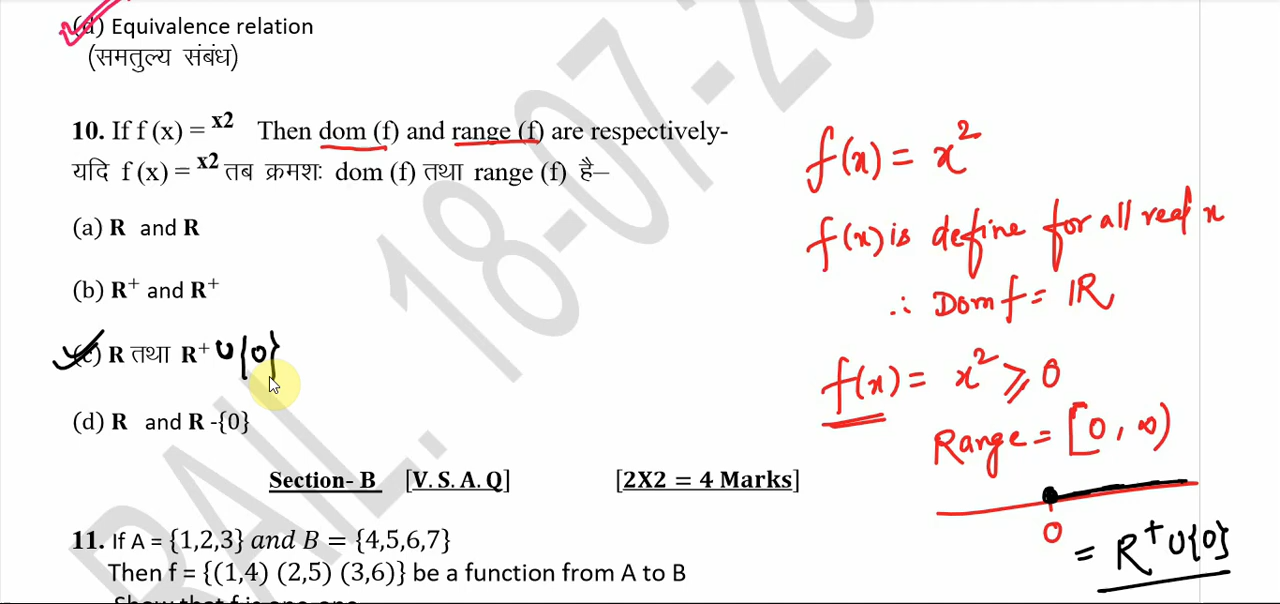 (d) Equivalence relation
(समतुल्य संबंध)
10. If f (x) = x2 Then dom (f) and range (f) are respectively-
यदि f (x) = x2 तब क्रमशः dom (f) तथा range (f) है–
(a) R and R
(b) R⁺ and R⁺
(c) R तथा R⁺ ∪{0}
(d) R and R -{0}
Section- B [V. S. A. Q] [2X2 = 4 Marks]
11. If A = {1,2,3} and B = {4,5,6,7}
Then f = {(1,4) (2,5) (3,6)} be a function from A to B
f(x) = x²
f(x) is define for all real x
∴ Dom f = R
f(x) = x² ⩾ 0
Range = [0, ∞)
0
= R⁺ ∪{0}